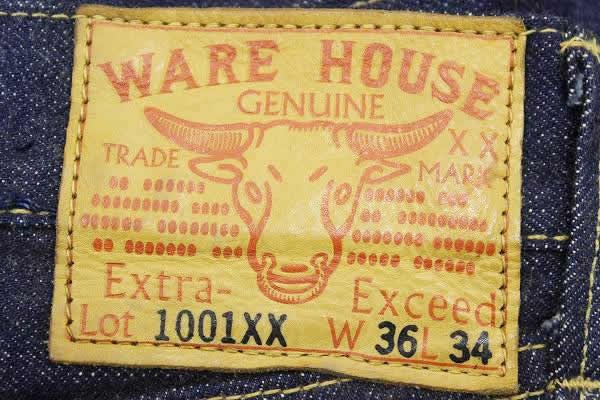 WARE HOUSE
GENUINE
XX
TRADE MARK
Extra- Exceed
Lot 1001XX W 36 L 34